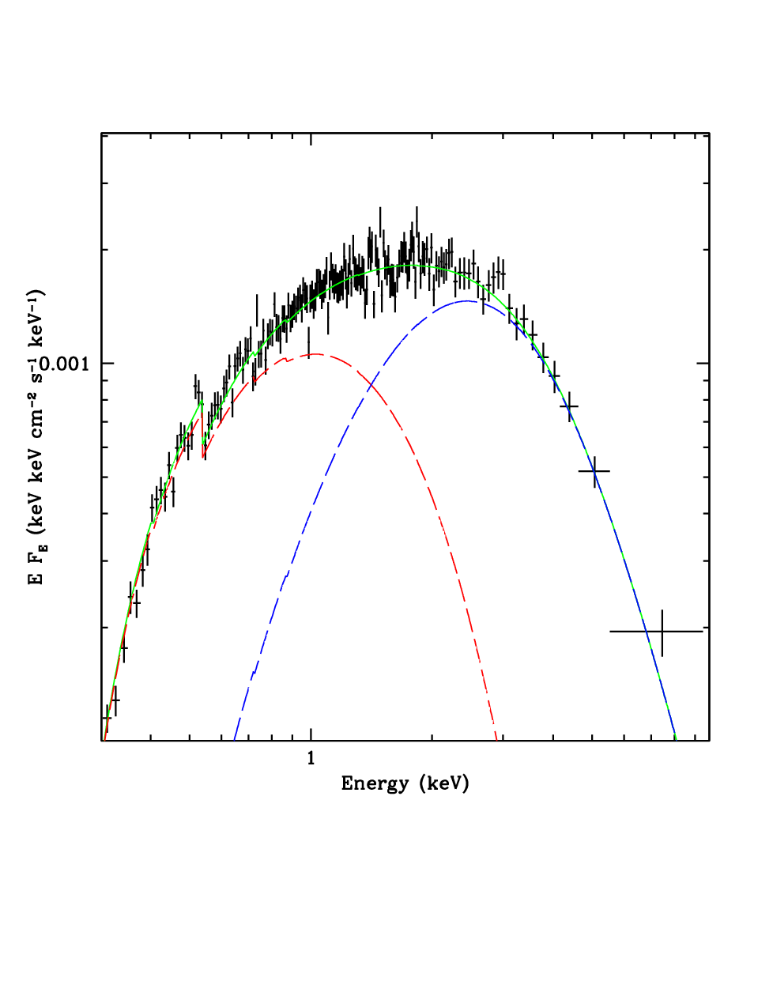 E F_E (keV keV cm⁻² s⁻¹ keV⁻¹)
0.001
1
Energy (keV)